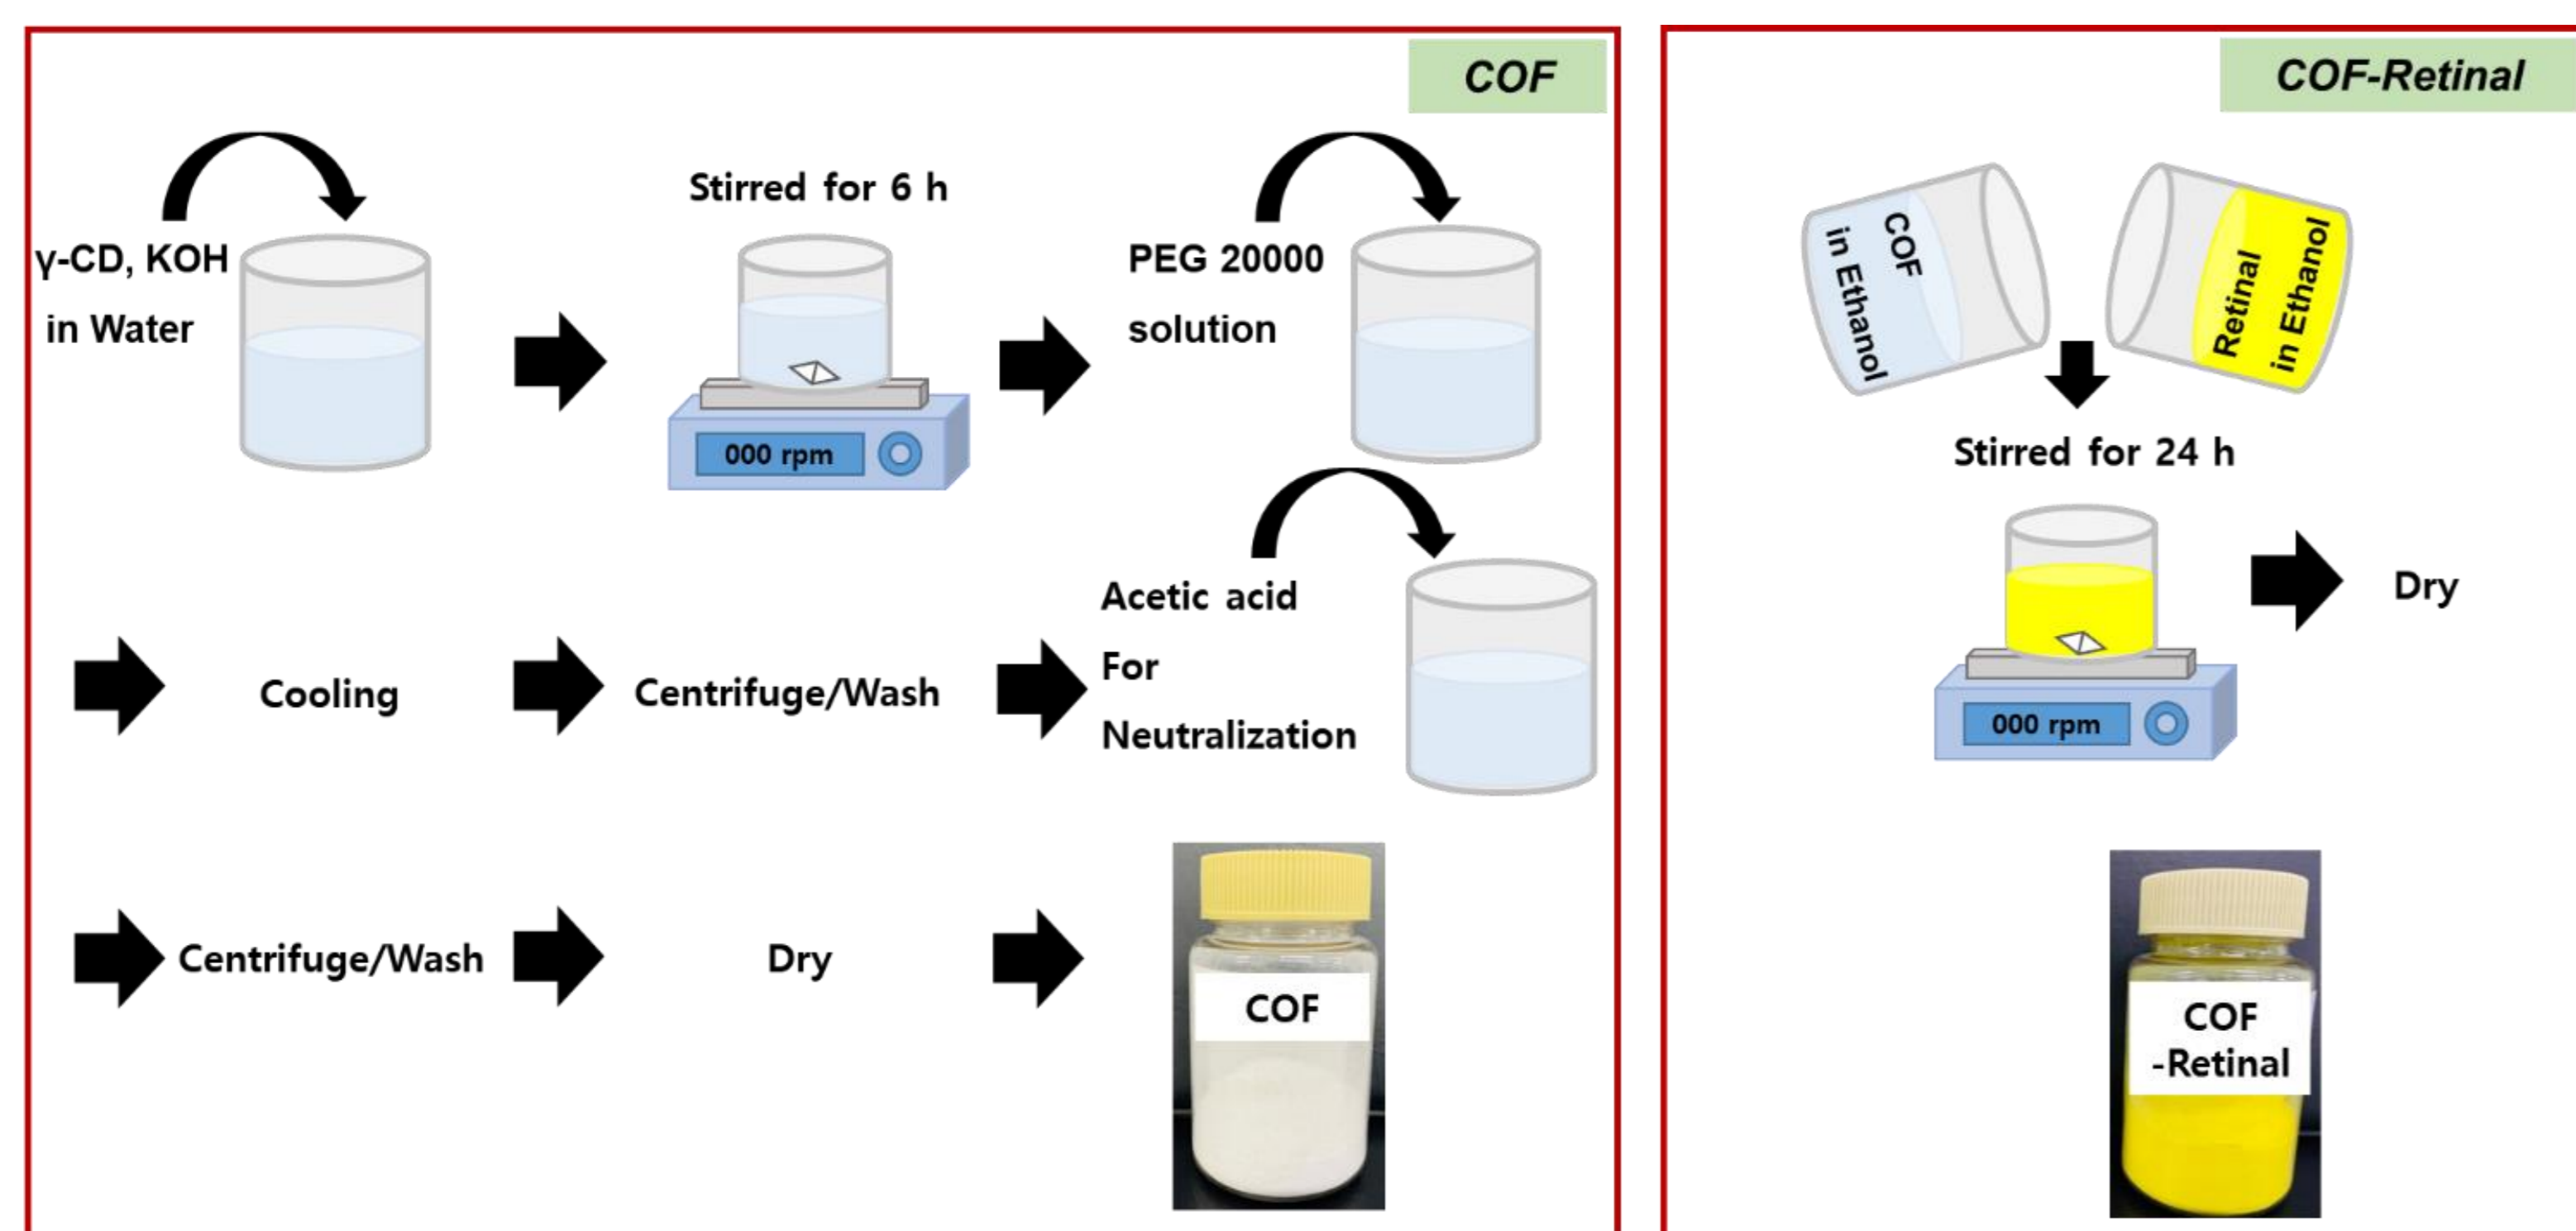 COF
Stirred for 6 h
γ-CD, KOH
in Water
000 rpm
PEG 20000
solution
Cooling
Centrifuge/Wash
Acetic acid
For
Neutralization
Centrifuge/Wash
Dry
COF
COF-Retinal
COF
in Ethanol
Retinal
in Ethanol
Stirred for 24 h
000 rpm
Dry
COF
-Retinal